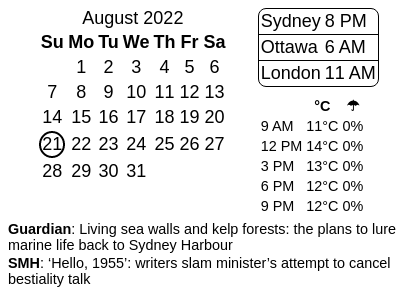 August 2022
Su Mo Tu We Th Fr Sa
1 2 3 4 5 6
7 8 9 10 11 12 13
14 15 16 17 18 19 20
21 22 23 24 25 26 27
28 29 30 31
Sydney 8 PM
Ottawa 6 AM
London 11 AM
°C ☂
9 AM 11°C 0%
12 PM 14°C 0%
3 PM 13°C 0%
6 PM 12°C 0%
9 PM 12°C 0%
Guardian: Living sea walls and kelp forests: the plans to lure
marine life back to Sydney Harbour
SMH: ‘Hello, 1955’: writers slam minister’s attempt to cancel
bestiality talk